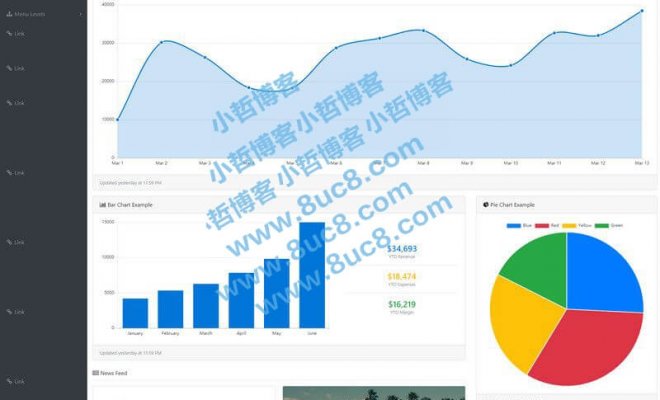 Menu Levels
Link
Link
Link
Link
Link
Link
Link
40000
30000
20000
10000
0
Mar 1
Mar 2
Mar 3
Mar 4
Mar 6
Mar 8
Mar 9
Mar 10
Mar 11
Mar 12
Mar 13
Updated yesterday at 11:59 PM
小哲博客小哲博客
小哲博客小哲博客
哲博客 小哲博客
www.8uc8.com
www.8uc8.com
www.8uc8.com
Bar Chart Example
15000
10000
5000
0
January
February
March
April
May
June
$34,693
YTD Revenue
$18,474
YTD Expenses
$16,219
YTD Margin
Updated yesterday at 11:59 PM
Pie Chart Example
Blue
Red
Yellow
Green
News Feed